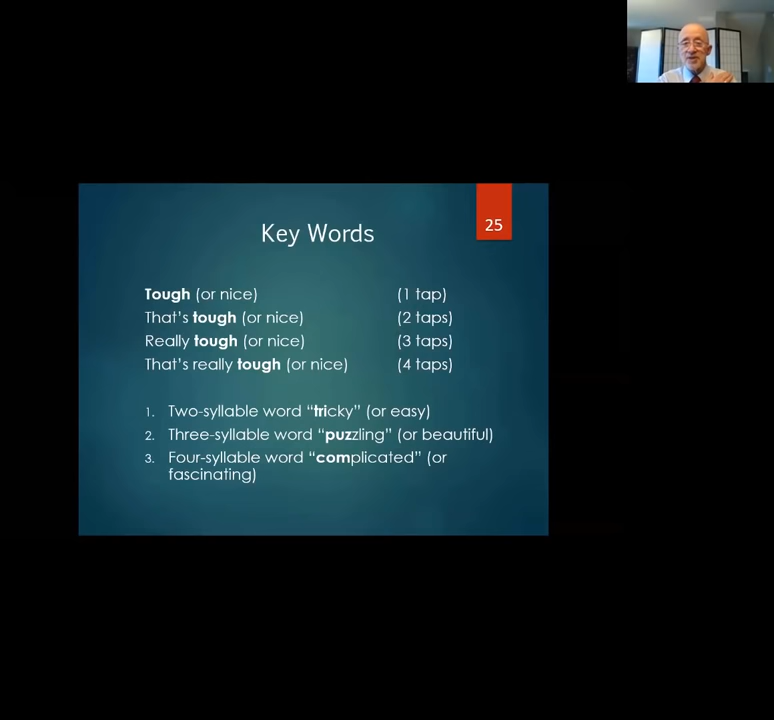 25
Key Words
Tough (or nice) (1 tap)
That's tough (or nice) (2 taps)
Really tough (or nice) (3 taps)
That's really tough (or nice) (4 taps)
1. Two-syllable word “tricky” (or easy)
2. Three-syllable word “puzzling” (or beautiful)
3. Four-syllable word “complicated” (or
fascinating)